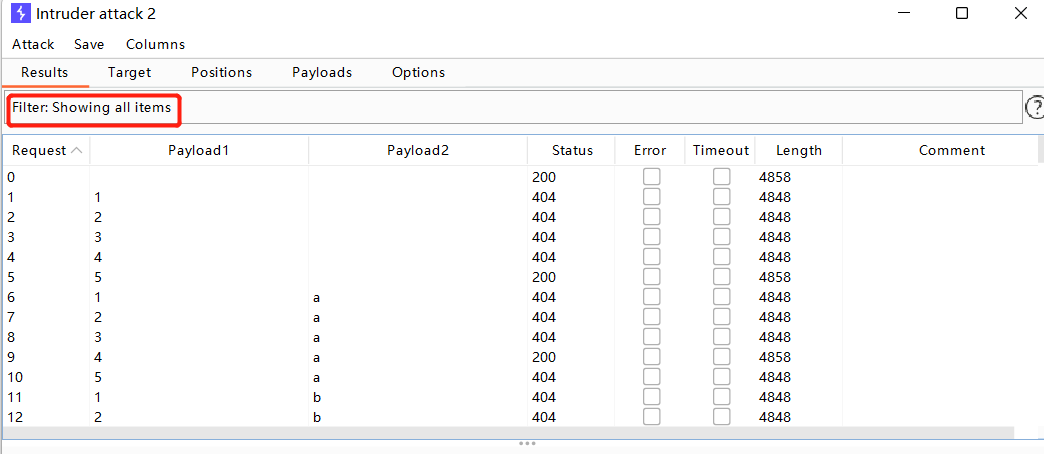 Intruder attack 2
Attack Save Columns
Results Target Positions Payloads Options
Filter: Showing all items
?
Request Payload1 Payload2 Status Error Timeout Length Comment
0 200 4858
1 1 404 4848
2 2 404 4848
3 3 404 4848
4 4 404 4848
5 5 200 4858
6 1 a 404 4848
7 2 a 404 4848
8 3 a 404 4848
9 4 a 200 4858
10 5 a 404 4848
11 1 b 404 4848
12 2 b 404 4848